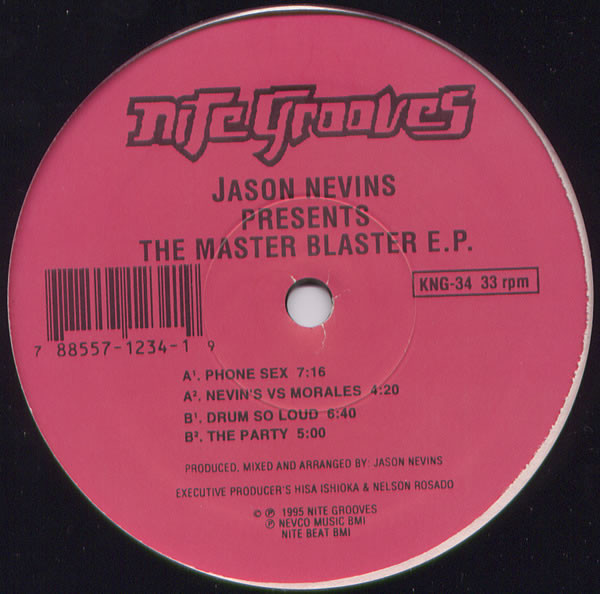 nite grooves
JASON NEVINS
PRESENTS
THE MASTER BLASTER E.P.
KNG-34 33 rpm
7 88557-1234-1 9
A¹. PHONE SEX 7:16
A². NEVIN'S VS MORALES 4:20
B¹. DRUM SO LOUD 6:40
B². THE PARTY 5:00
PRODUCED, MIXED AND ARRANGED BY: JASON NEVINS
EXECUTIVE PRODUCER'S HISA ISHIOKA & NELSON ROSADO
© ℗ 1995 NITE GROOVES
℗ NEVCO MUSIC BMI
NITE BEAT BMI